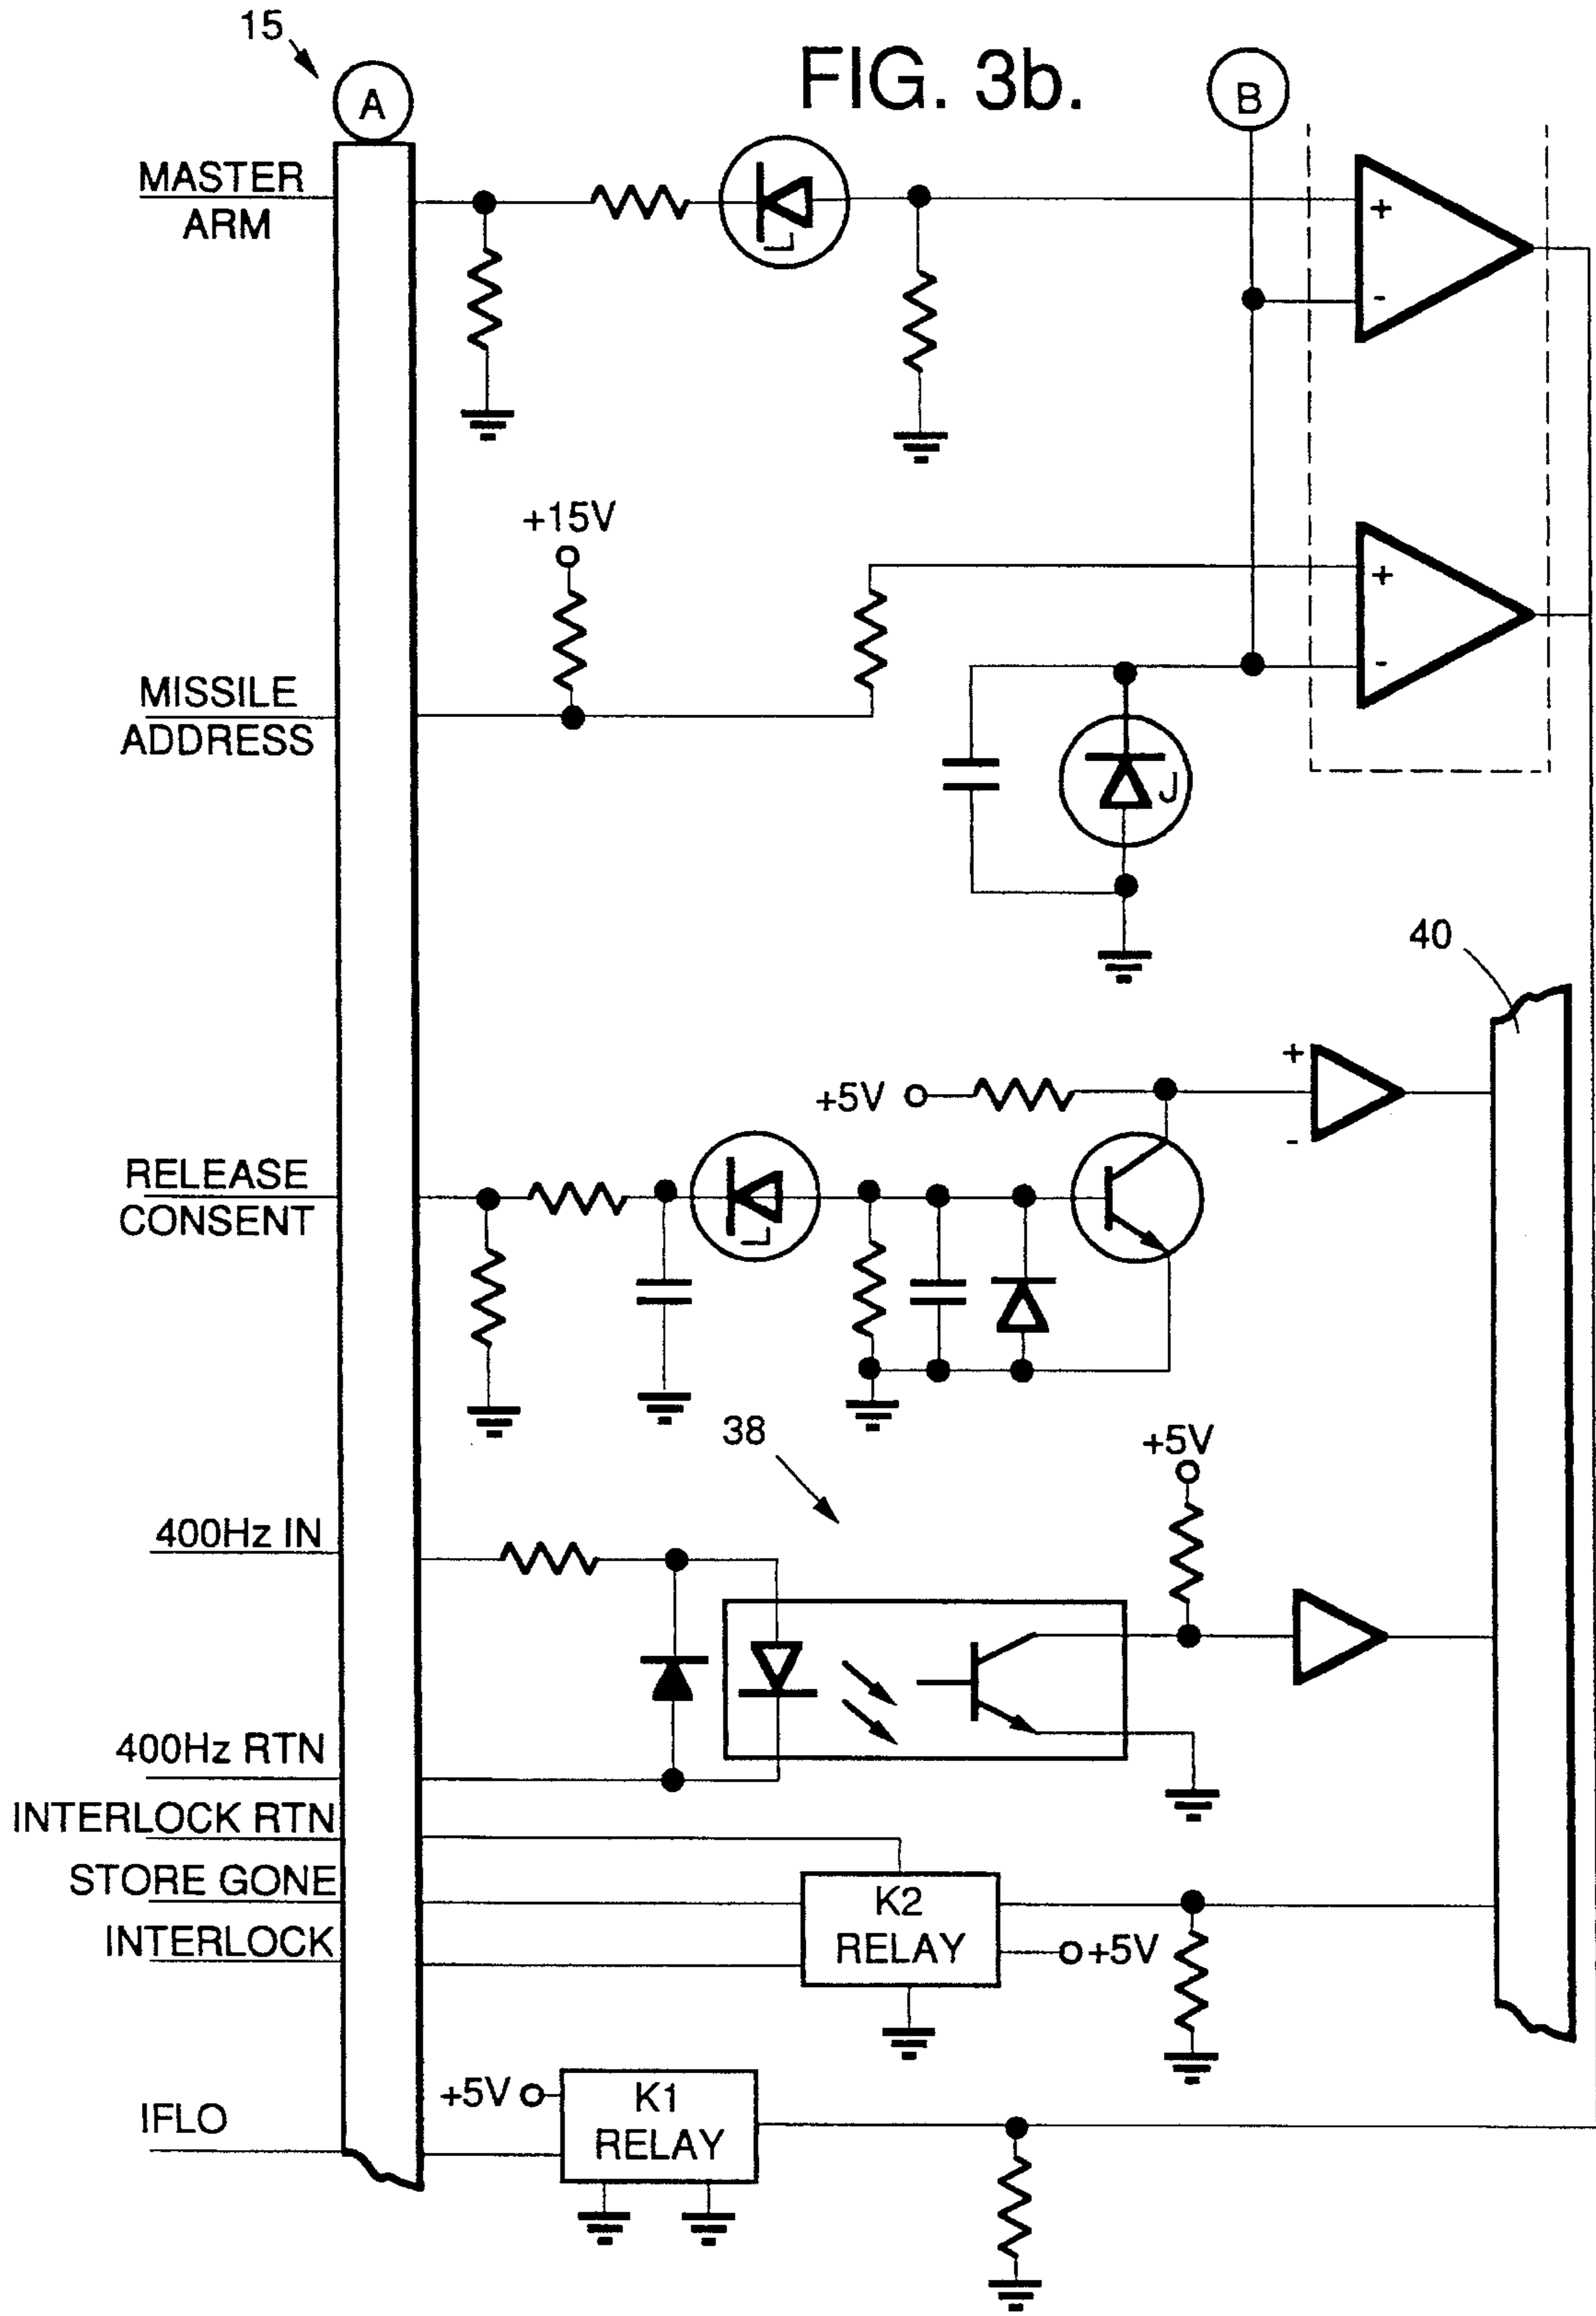 15
FIG. 3b.
A
B
MASTER
ARM
L
+
-
+15V
+
-
MISSILE
ADDRESS
J
40
+
+5V
-
RELEASE
CONSENT
L
38
+5V
400Hz IN
400Hz RTN
INTERLOCK RTN
STORE GONE
K2
RELAY
+5V
INTERLOCK
+5V
K1
RELAY
IFLO